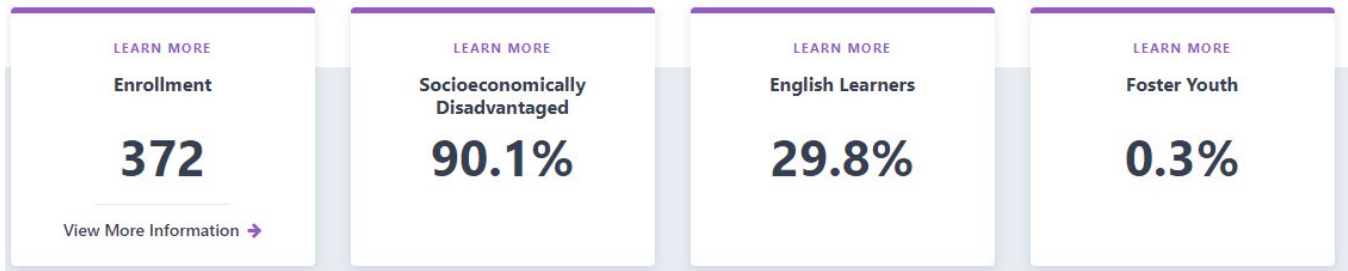 LEARN MORE
Enrollment
372
View More Information
LEARN MORE
Socioeconomically
Disadvantaged
90.1%
LEARN MORE
English Learners
29.8%
LEARN MORE
Foster Youth
0.3%